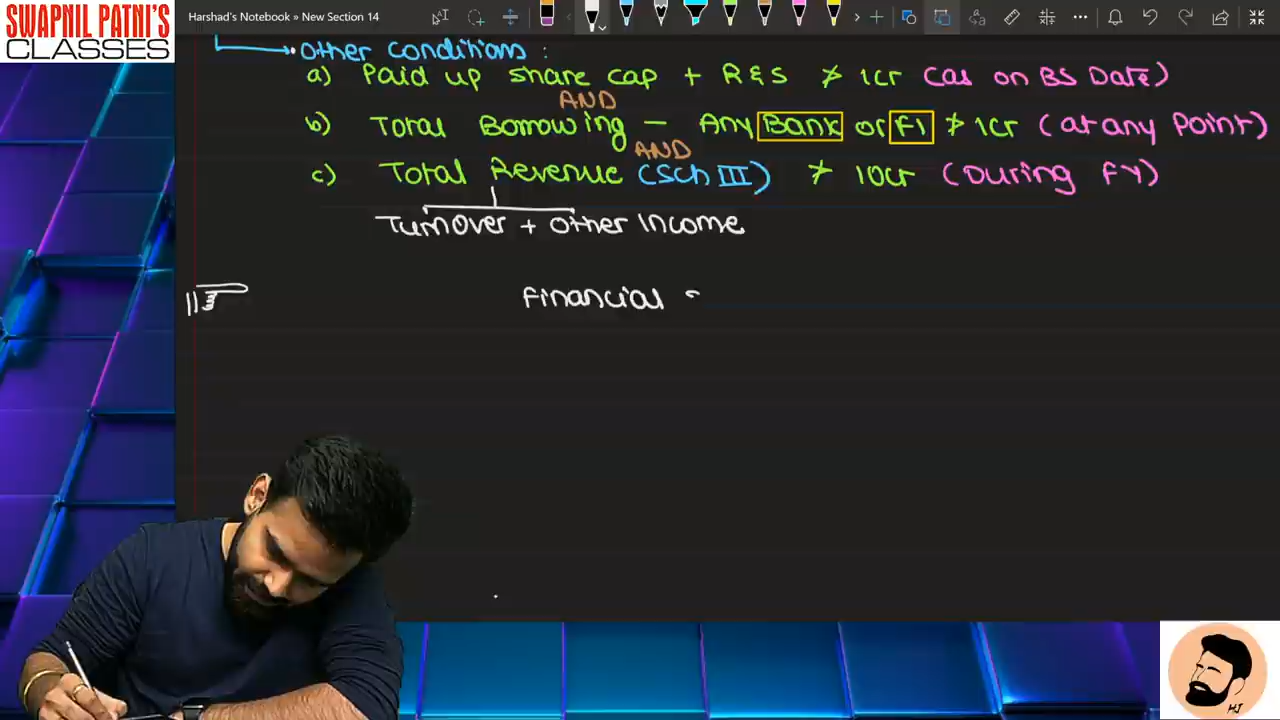 SWAPNIL PATNI'S
CLASSES
Harshad's Notebook » New Section 14
Other conditions :
a) Paid up share cap + R & S ≯ 1cr (as on BS Date)
AND
b) Total Borrowing – Any Bank or FI ≯ 1cr (at any Point)
AND
c) Total Revenue (Sch III) ≯ 10cr (During FY)
Turnover + Other Income
Financial
HJ